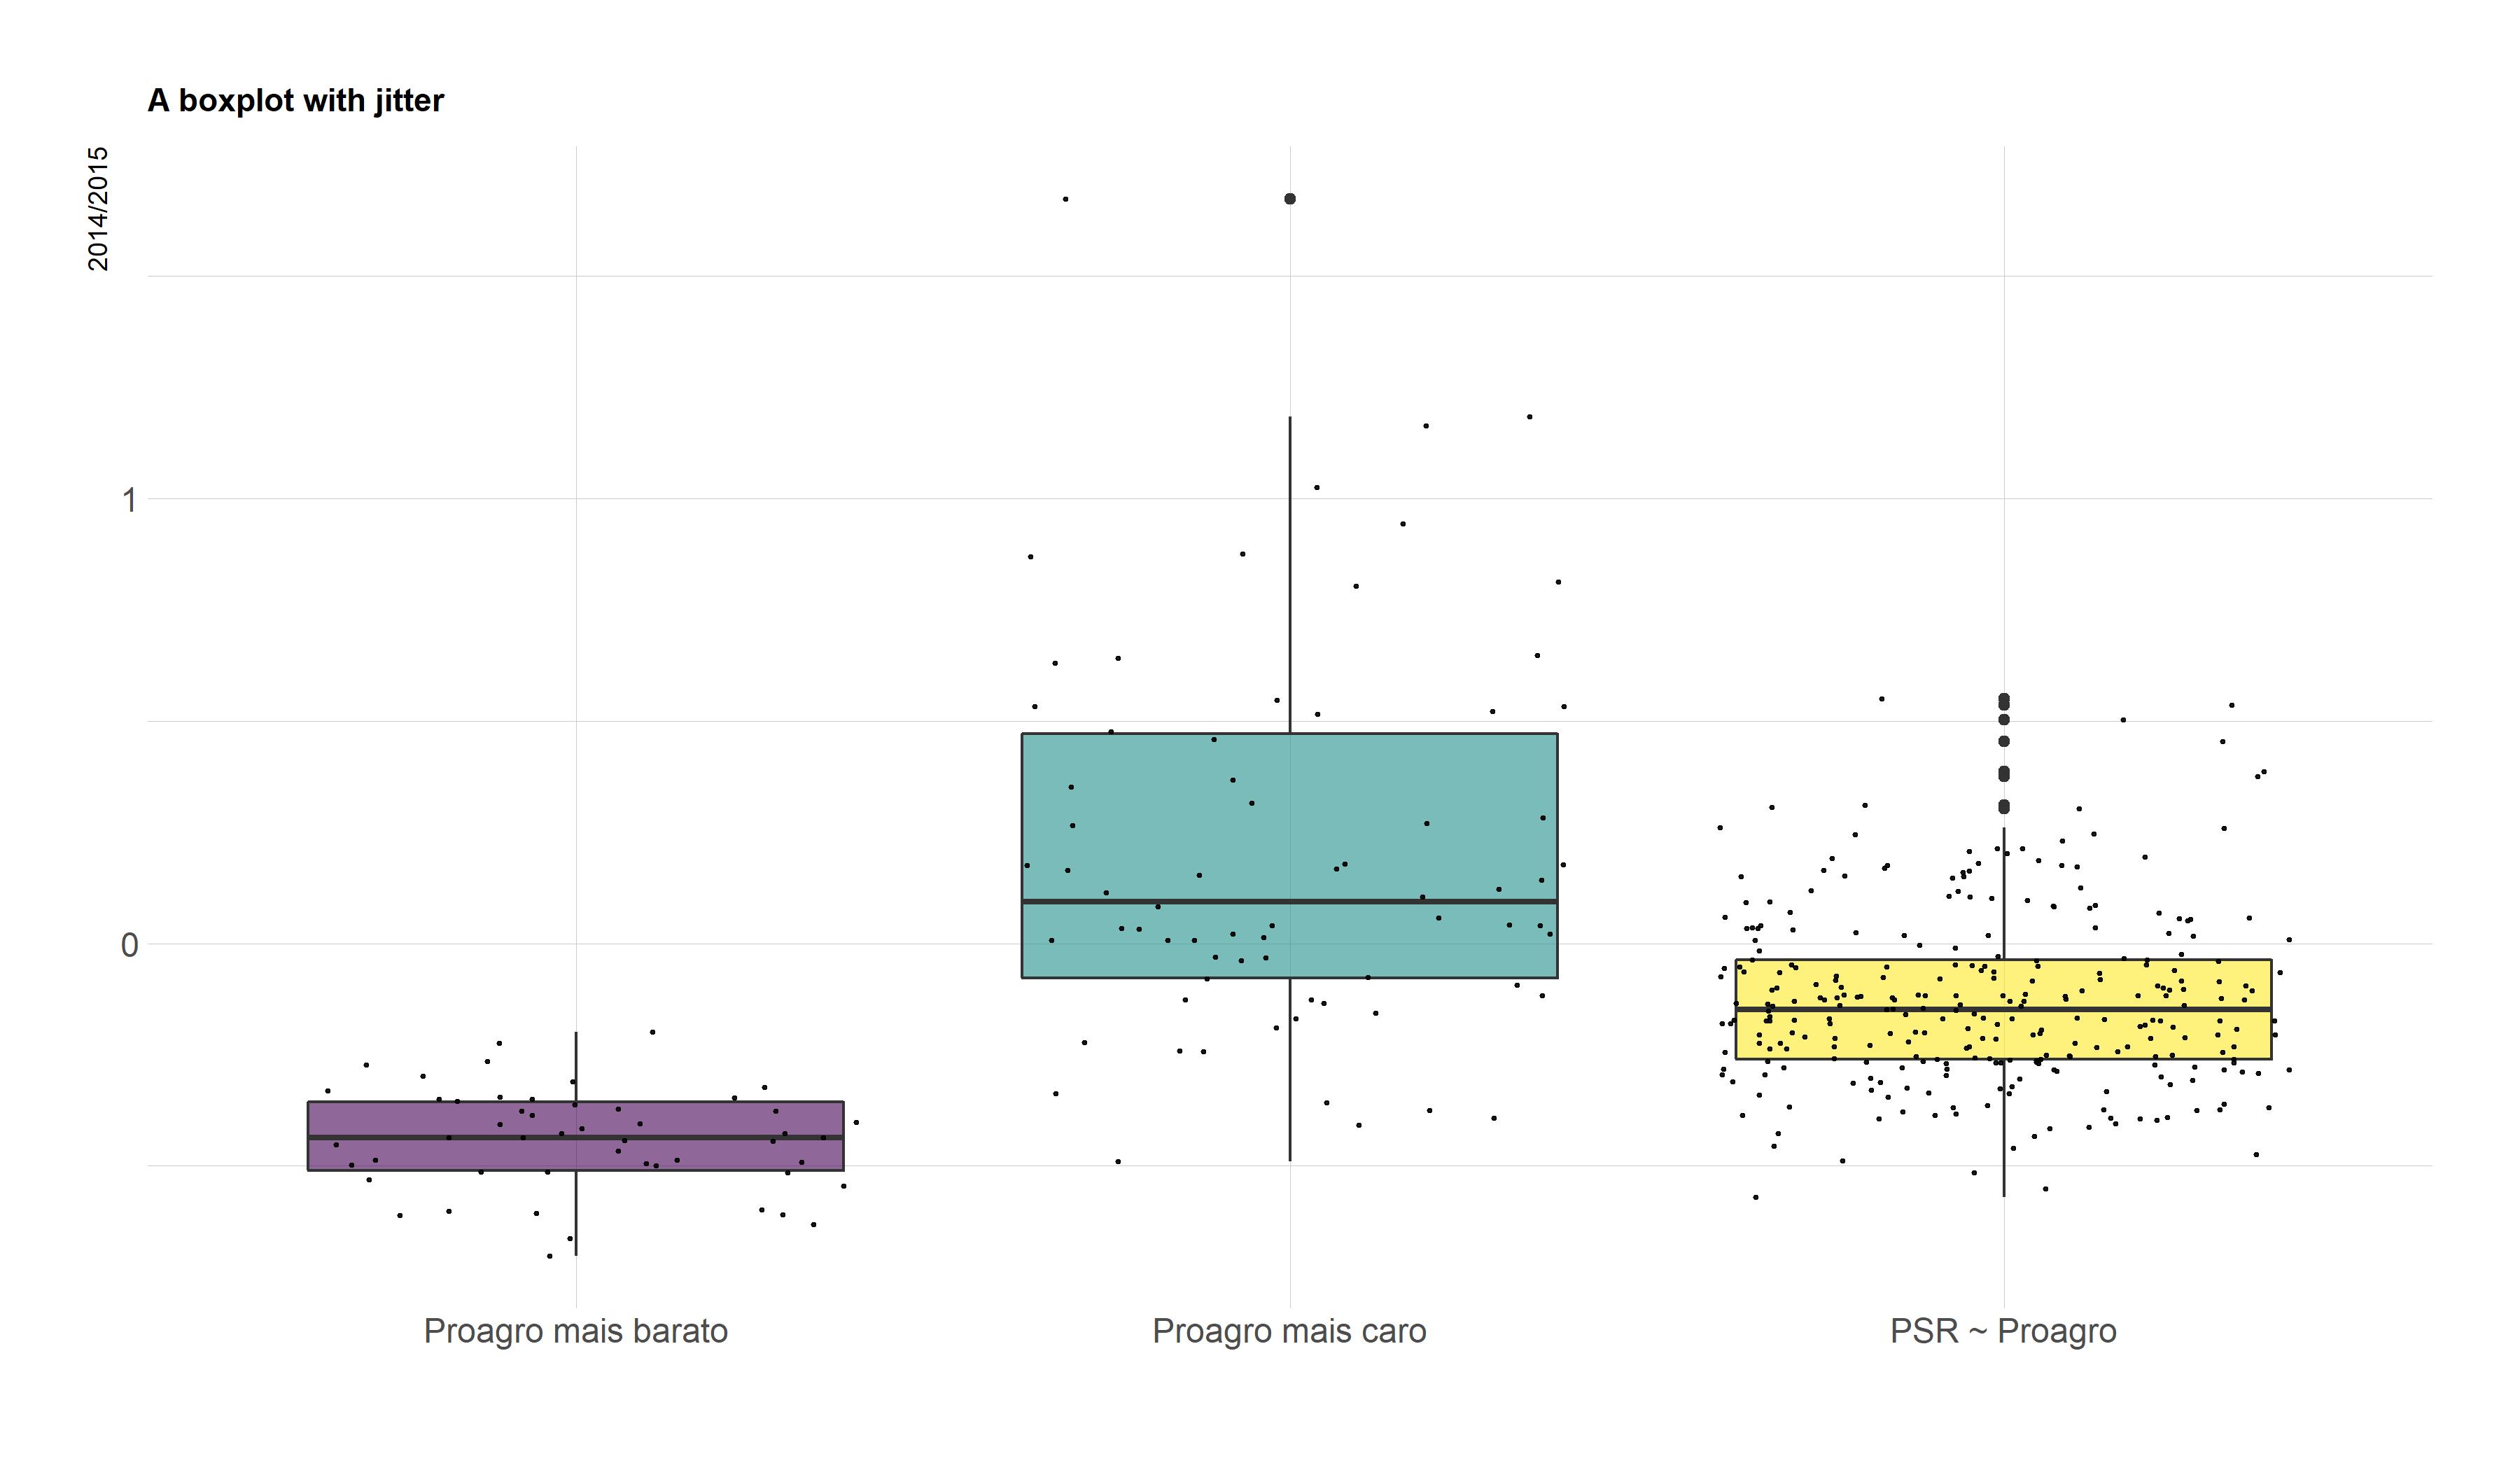 A boxplot with jitter
2014/2015
1
0
Proagro mais barato
Proagro mais caro
PSR ~ Proagro